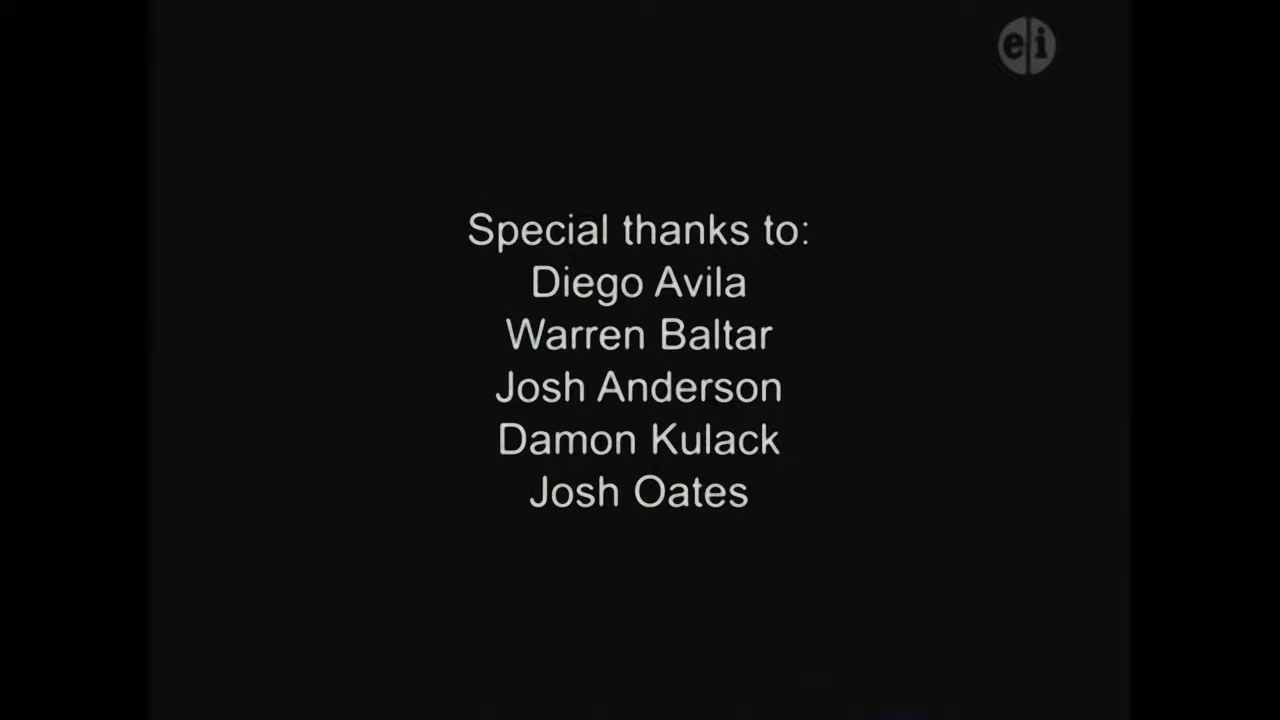 e|i
Special thanks to:
Diego Avila
Warren Baltar
Josh Anderson
Damon Kulack
Josh Oates